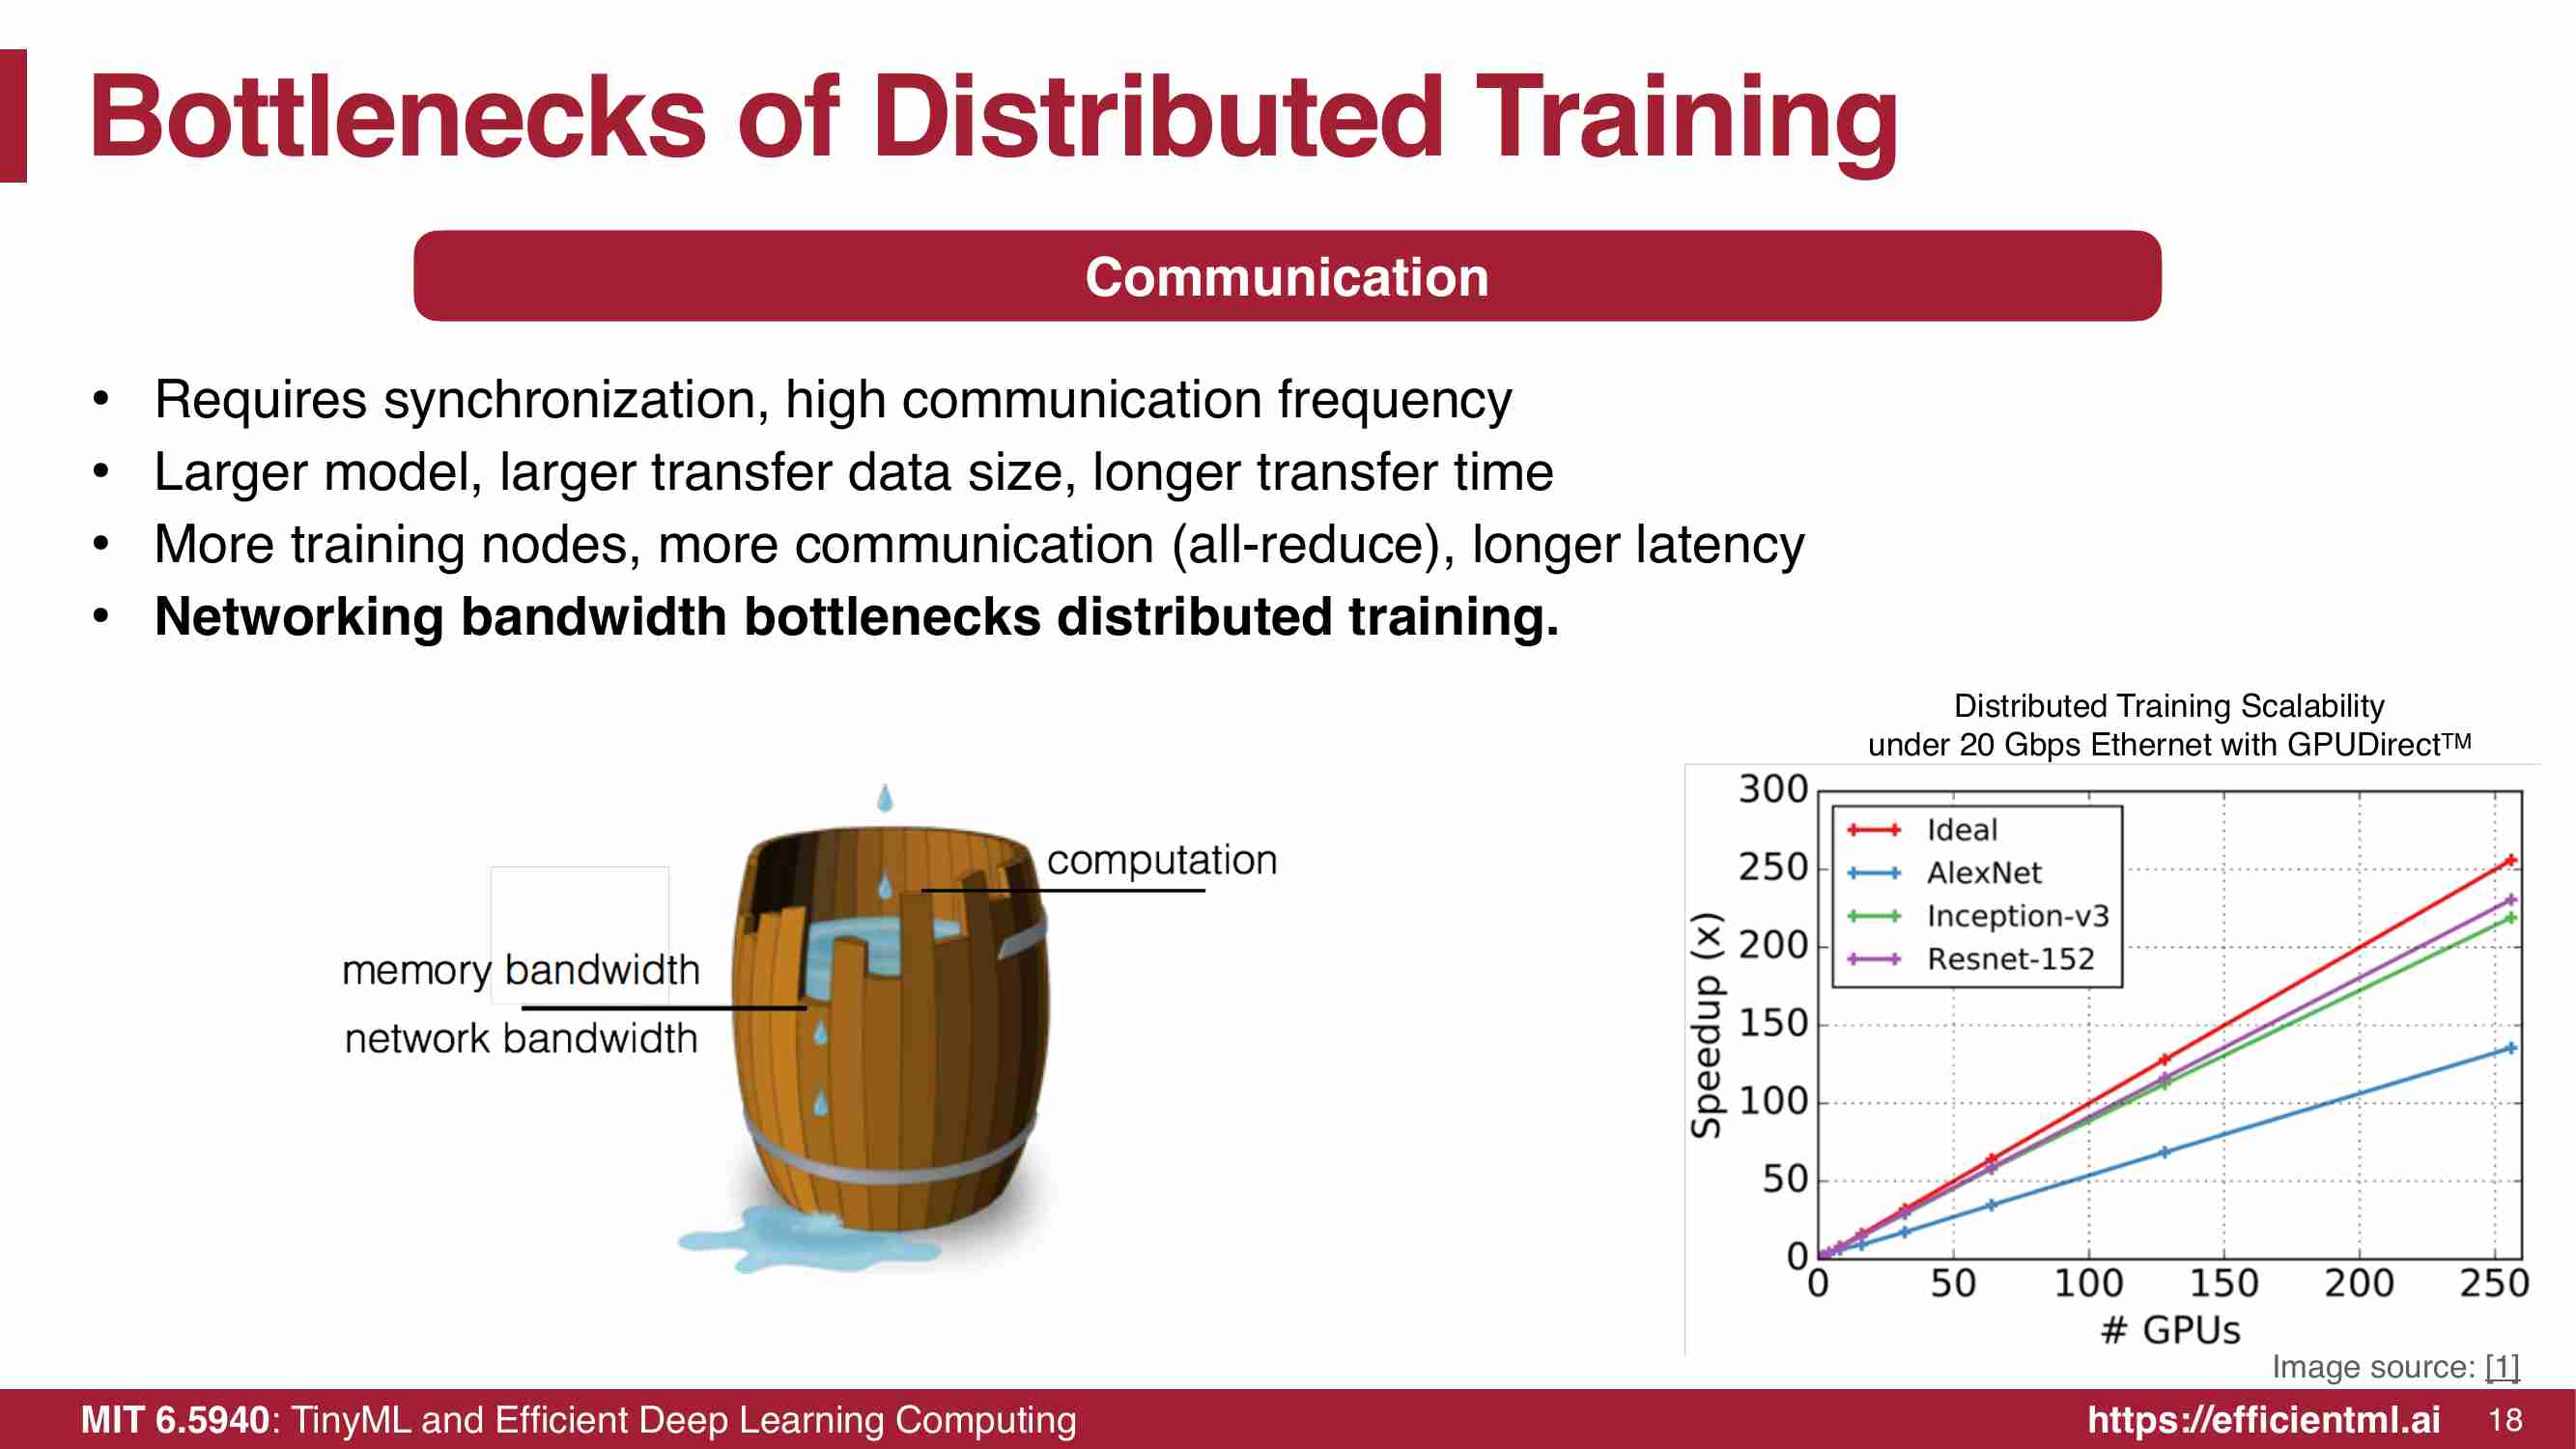 Bottlenecks of Distributed Training
Communication
• Requires synchronization, high communication frequency
• Larger model, larger transfer data size, longer transfer time
• More training nodes, more communication (all-reduce), longer latency
• Networking bandwidth bottlenecks distributed training.
computation
memory bandwidth
network bandwidth
Distributed Training Scalability
under 20 Gbps Ethernet with GPUDirect™
300
250
200
150
100
50
0
Speedup (x)
Ideal
AlexNet
Inception-v3
Resnet-152
0 50 100 150 200 250
# GPUs
Image source: [1]
MIT 6.5940: TinyML and Efficient Deep Learning Computing https://efficientml.ai 18